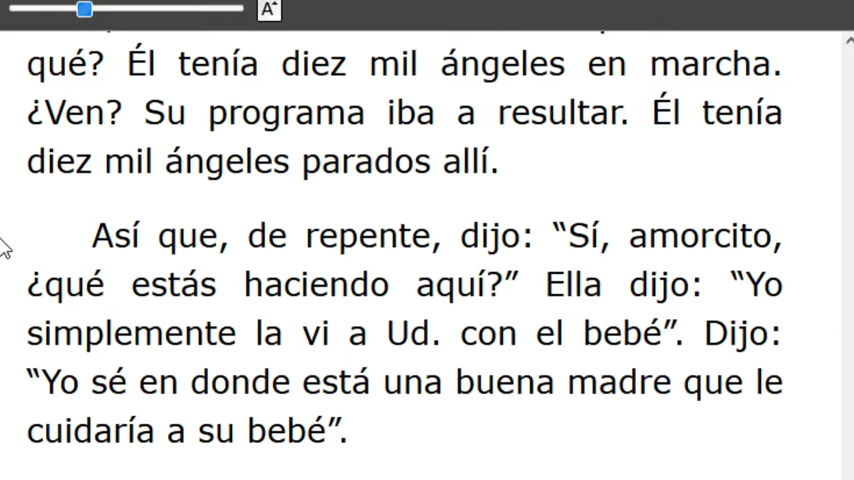 A
qué? Él tenía diez mil ángeles en marcha.
¿Ven? Su programa iba a resultar. Él tenía
diez mil ángeles parados allí.
Así que, de repente, dijo: “Sí, amorcito,
¿qué estás haciendo aquí?” Ella dijo: “Yo
simplemente la vi a Ud. con el bebé”. Dijo:
“Yo sé en donde está una buena madre que le
cuidaría a su bebé”.